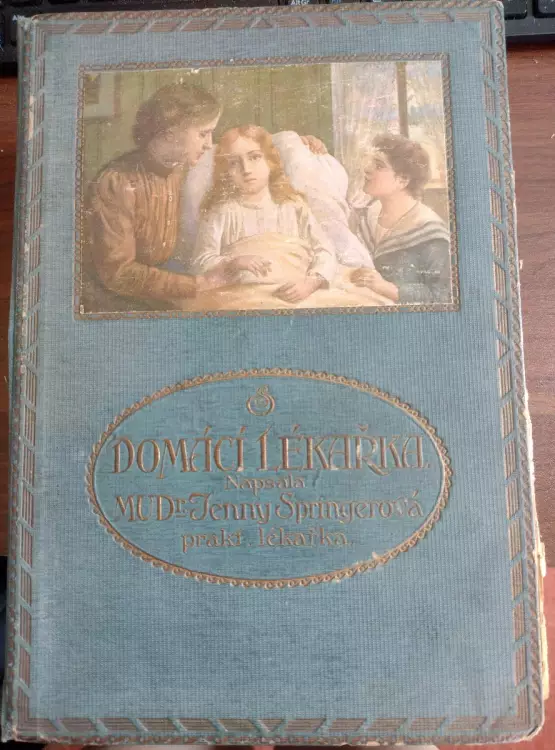 DOMÁCÍ LÉKAŘKA.
Napsala
MUDr. Jenny Springerová
prakt. lékařka.